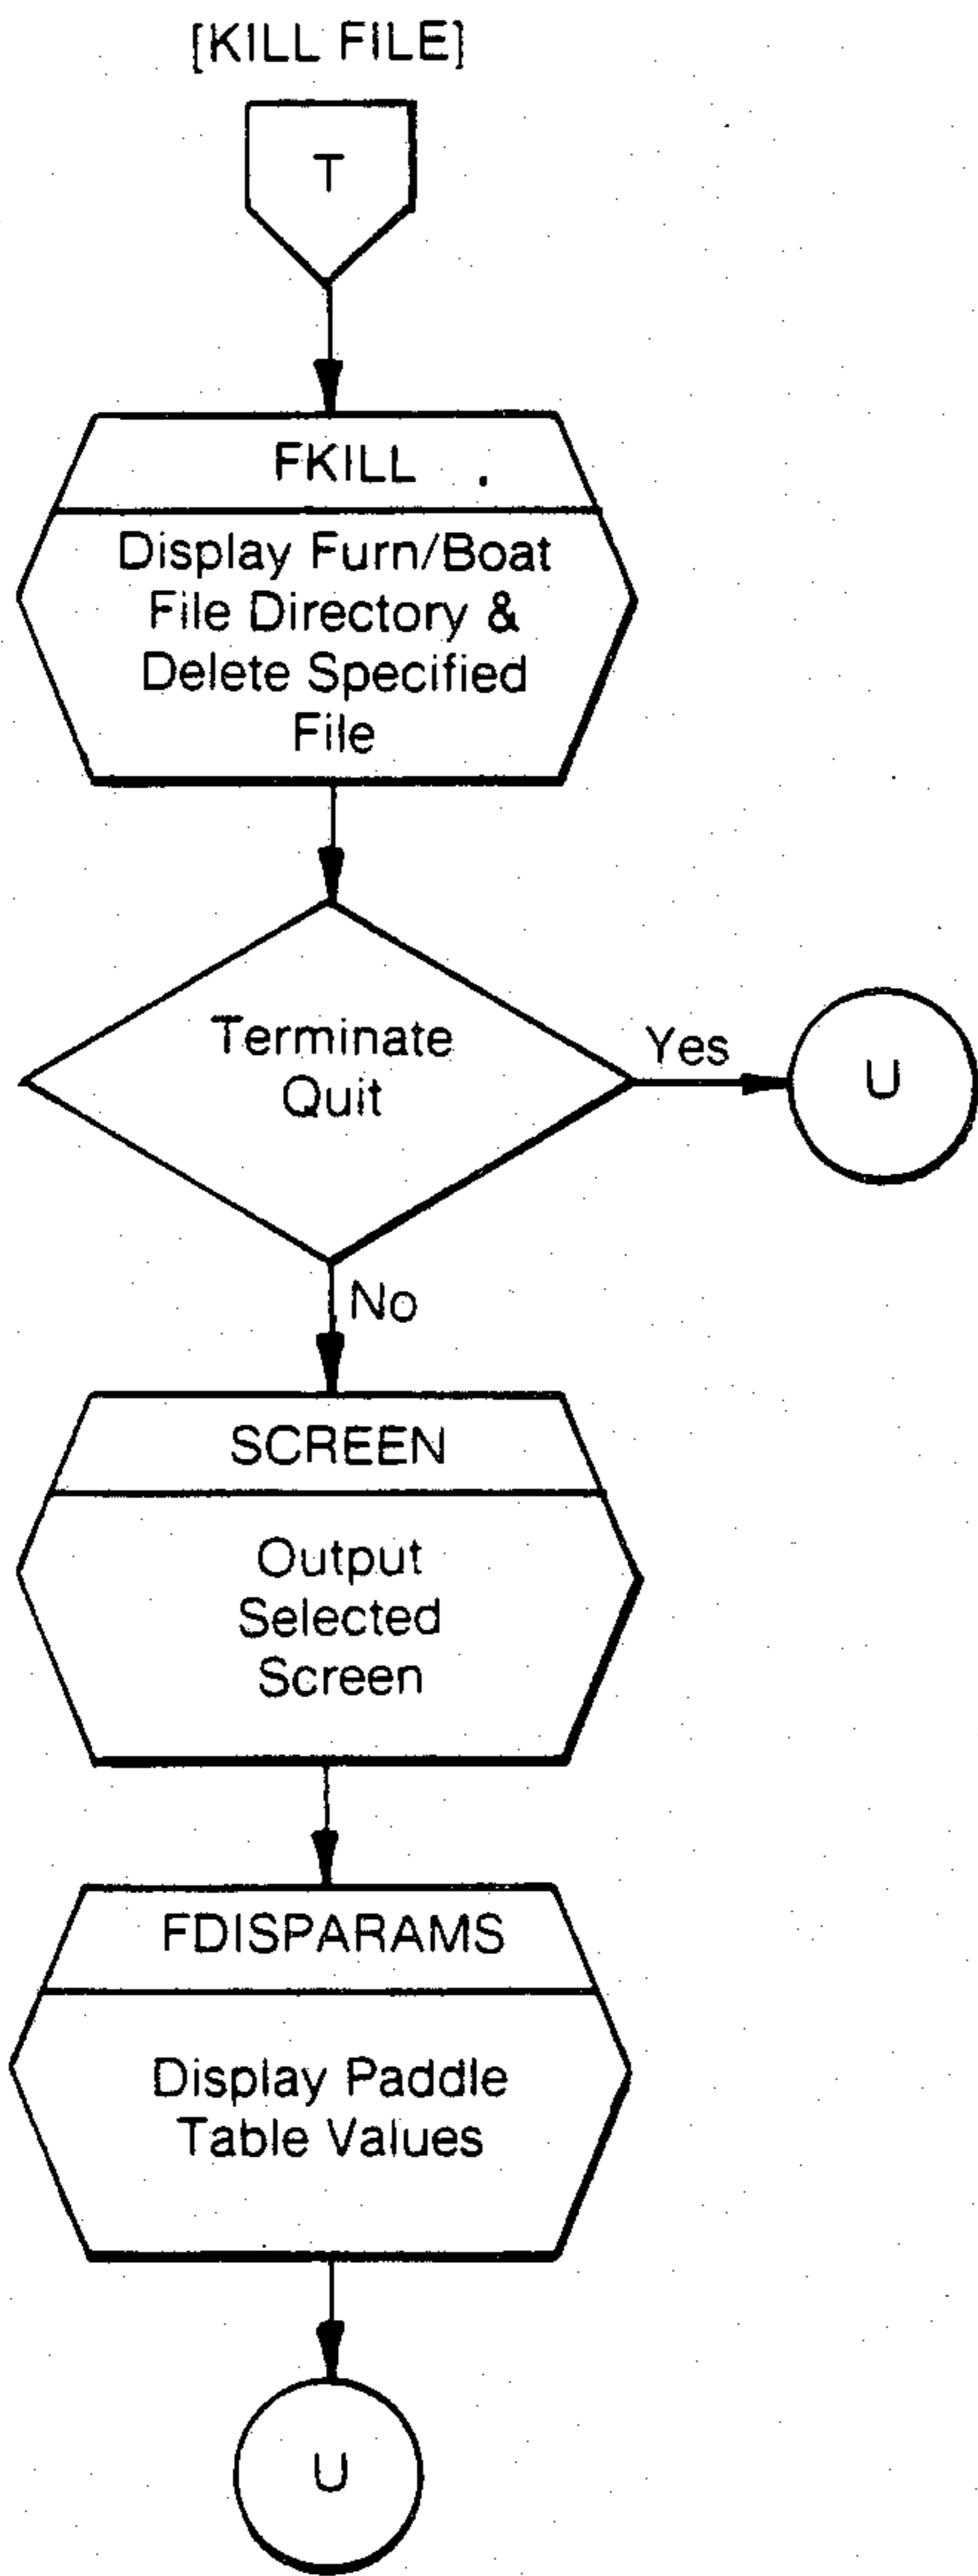 [KILL FILE]
T
FKILL
Display Furn/Boat
File Directory &
Delete Specified
File
Terminate
Quit
Yes
U
No
SCREEN
Output
Selected
Screen
FDISPARAMS
Display Paddle
Table Values
U